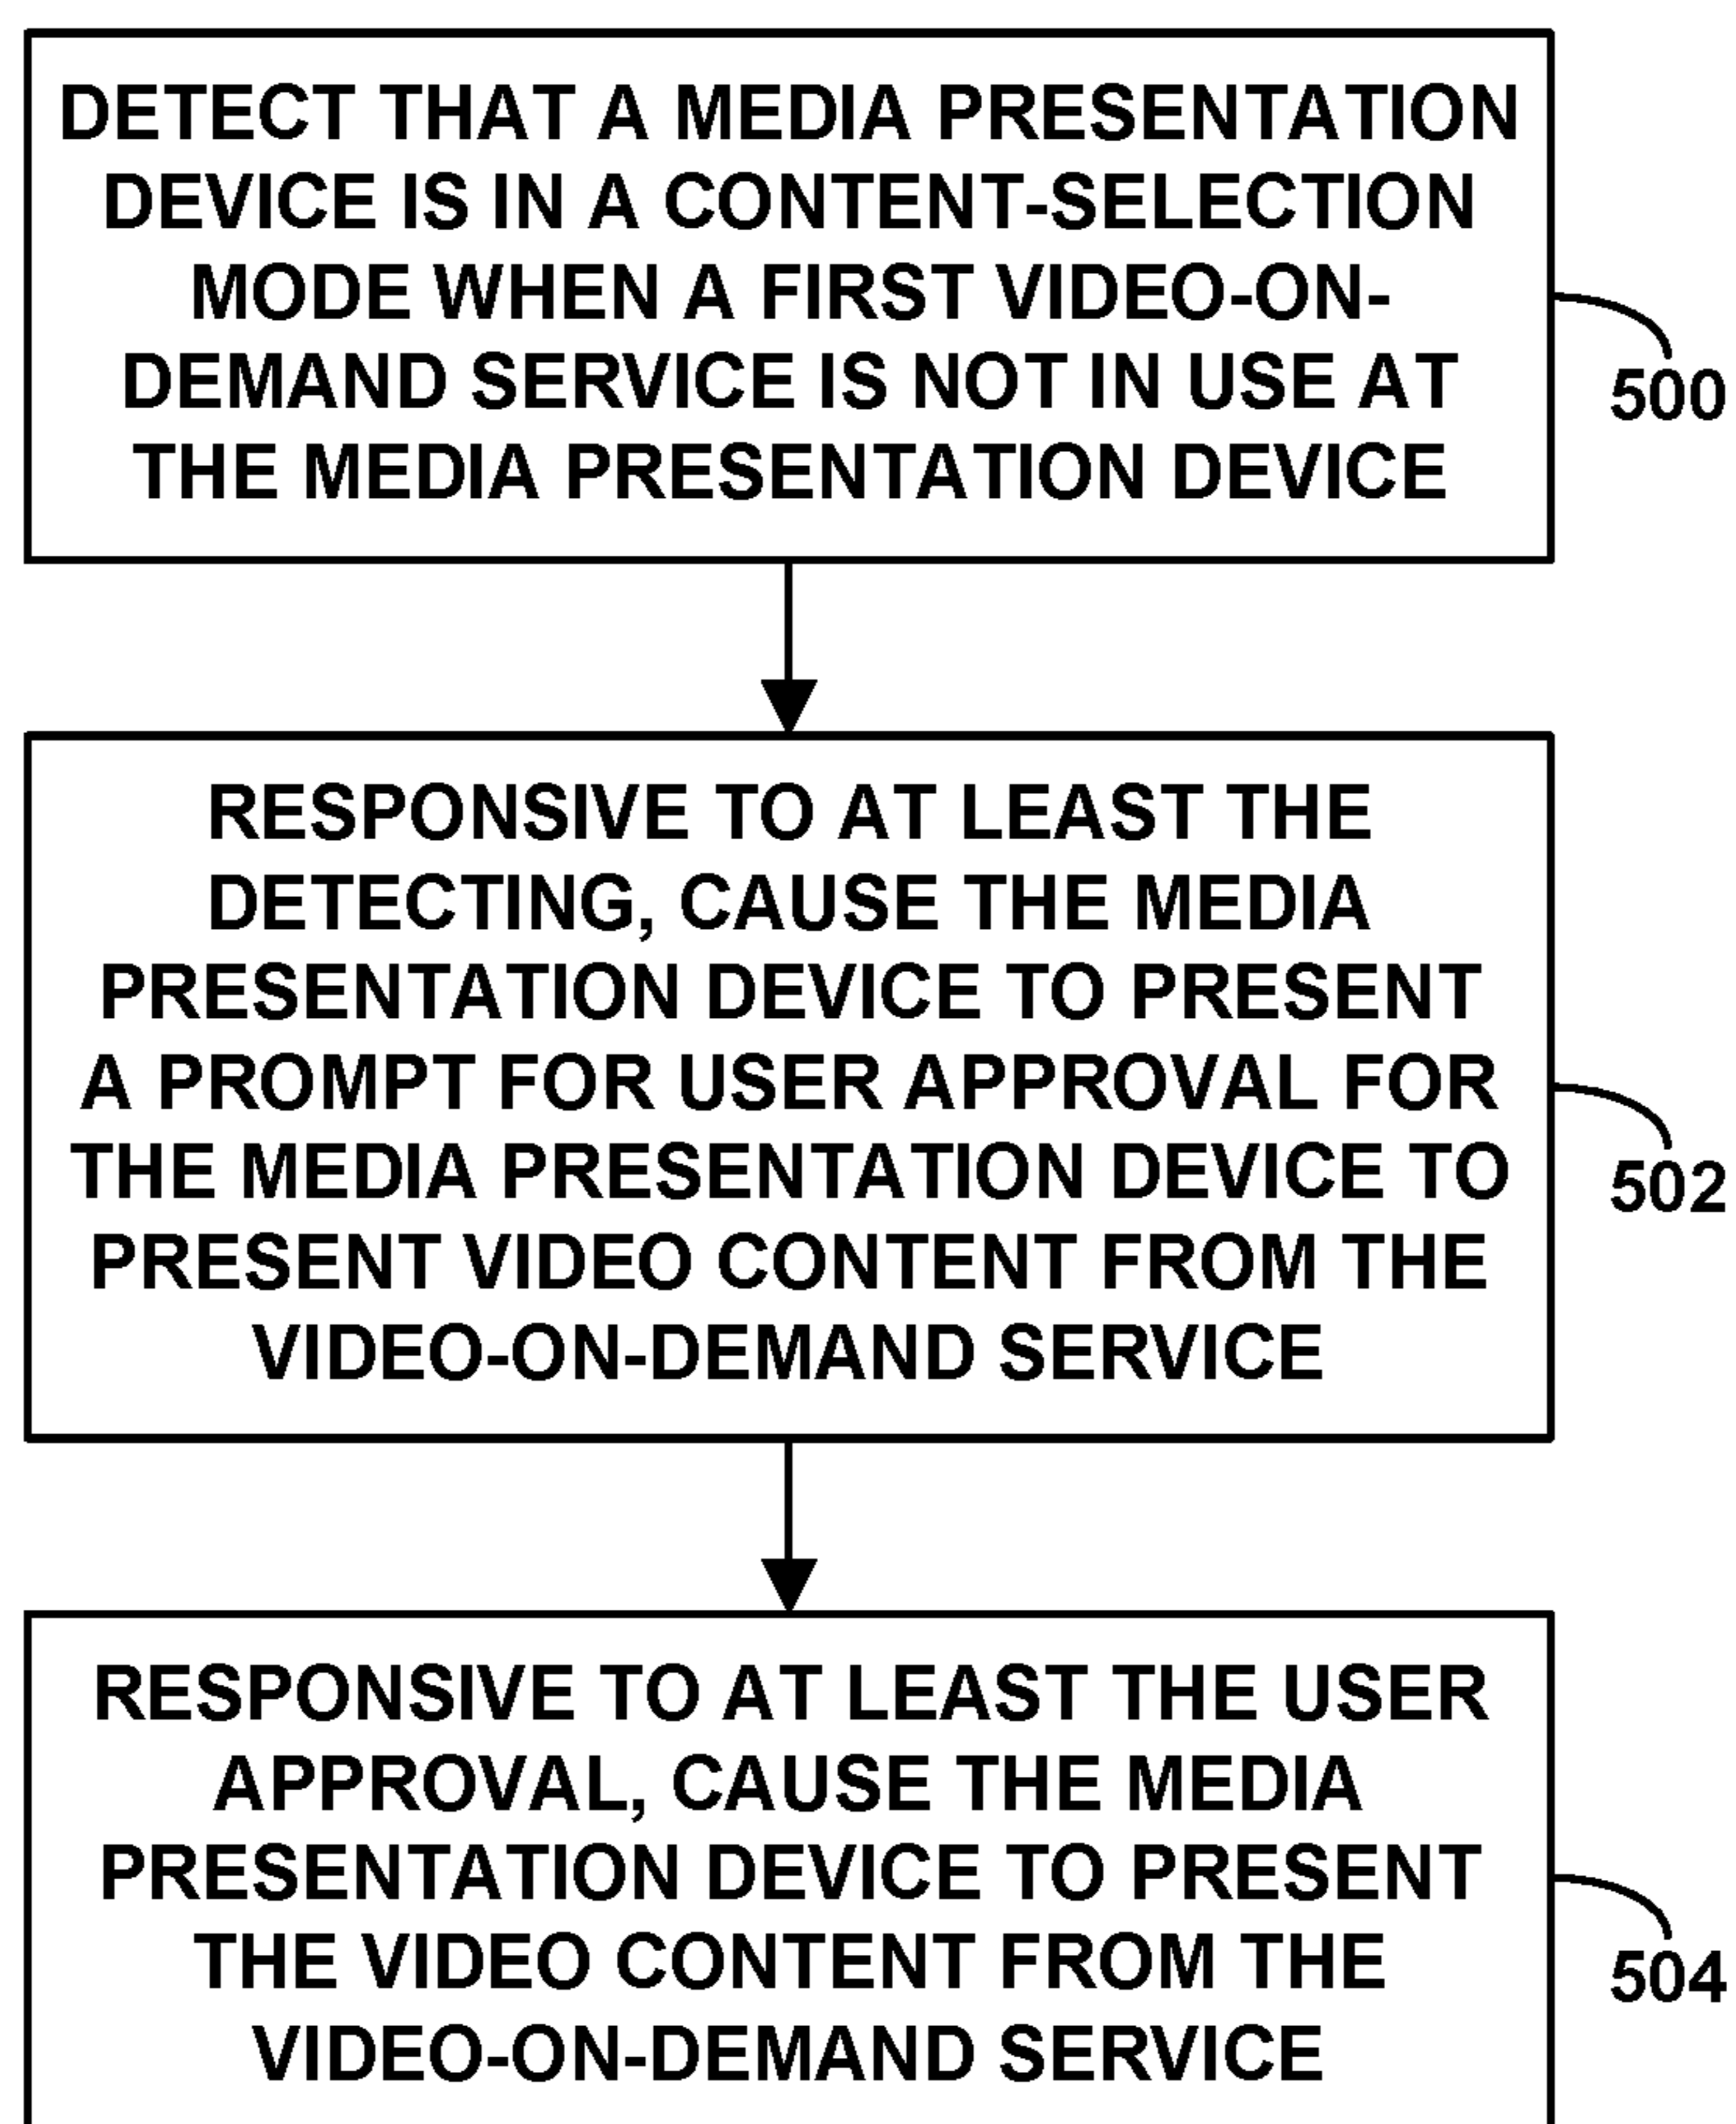 DETECT THAT A MEDIA PRESENTATION
DEVICE IS IN A CONTENT-SELECTION
MODE WHEN A FIRST VIDEO-ON-
DEMAND SERVICE IS NOT IN USE AT
THE MEDIA PRESENTATION DEVICE
500
RESPONSIVE TO AT LEAST THE
DETECTING, CAUSE THE MEDIA
PRESENTATION DEVICE TO PRESENT
A PROMPT FOR USER APPROVAL FOR
THE MEDIA PRESENTATION DEVICE TO
PRESENT VIDEO CONTENT FROM THE
VIDEO-ON-DEMAND SERVICE
502
RESPONSIVE TO AT LEAST THE USER
APPROVAL, CAUSE THE MEDIA
PRESENTATION DEVICE TO PRESENT
THE VIDEO CONTENT FROM THE
VIDEO-ON-DEMAND SERVICE
504